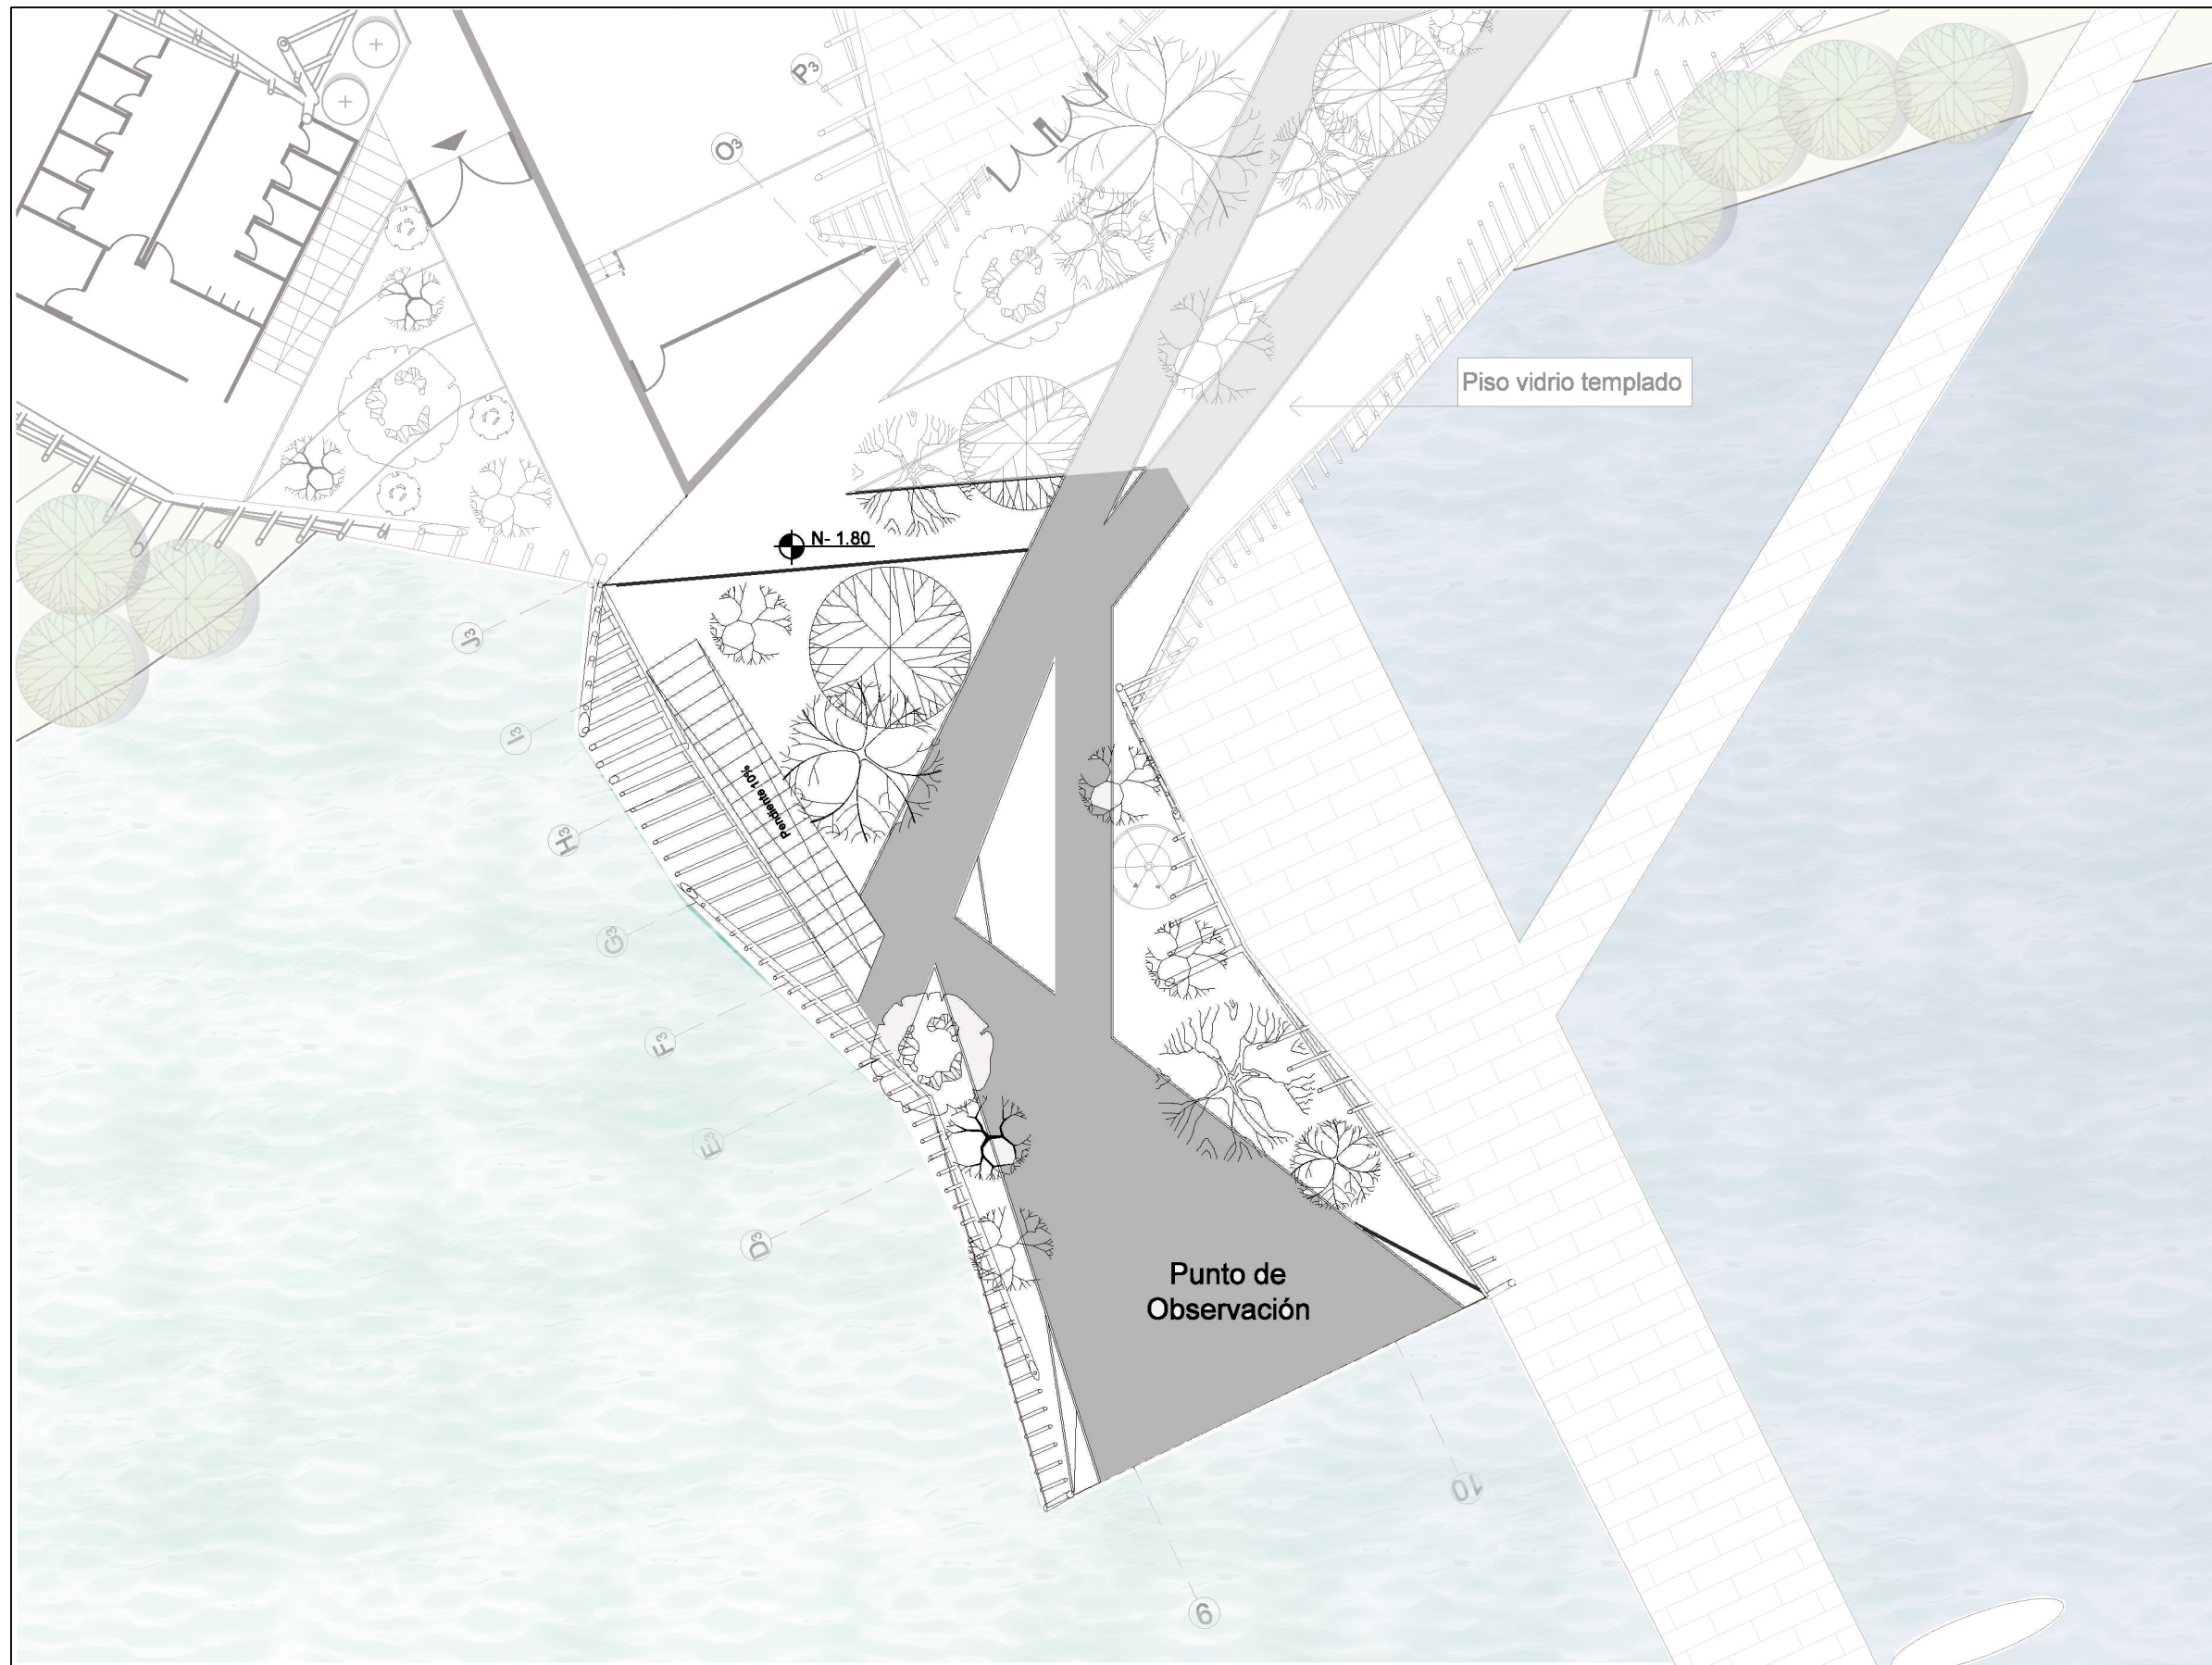 P3
O3
Piso vidrio templado
N- 1.80
J3
I3
Pendiente 10%
H3
G3
F3
E3
D3
Punto de
Observación
10
9